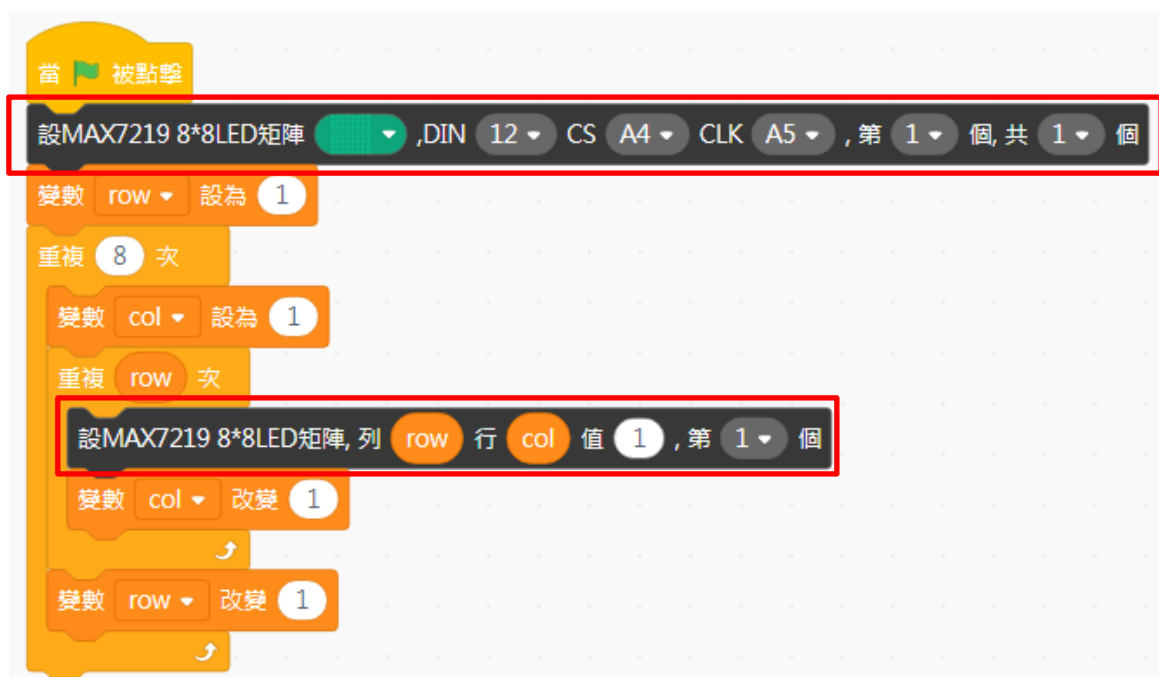 當 被點擊
設MAX7219 8*8LED矩陣 ,DIN 12 CS A4 CLK A5 , 第 1 個, 共 1 個
變數 row 設為 1
重複 8 次
變數 col 設為 1
重複 row 次
設MAX7219 8*8LED矩陣, 列 row 行 col 值 1 , 第 1 個
變數 col 改變 1
變數 row 改變 1